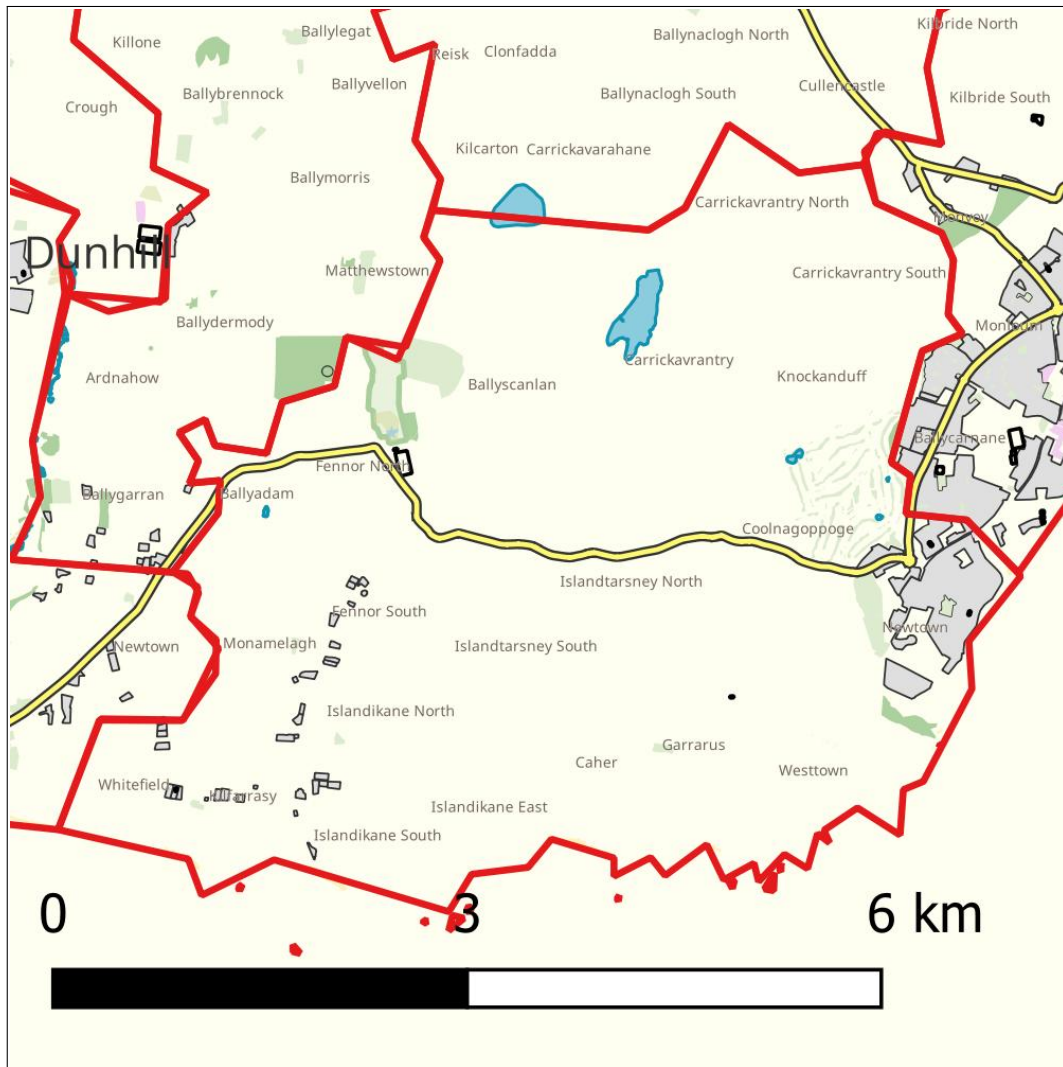 Kilbride North
Ballylegat
Ballynaclogh North
Killone
Reisk
Clonfadda
Ballyvellon
Cullencastle
Ballybrennock
Ballynaclogh South
Kilbride South
Crough
Kilcarton
Carrickavarahane
Ballymorris
Carrickavrantry North
Monvoy
Dunhill
Matthewstown
Carrickavrantry South
Ballydermody
Carrickavrantry
Ardnahow
Ballyscanlan
Knockanduff
Ballycarnane
Fennor North
Ballygarran
Ballyadam
Coolnagoppoge
Islandtarsney North
Fennor South
Newtown
Monamelagh
Newtown
Islandtarsney South
Islandikane North
Garrarus
Caher
Westtown
Whitefield
Kilfarrasy
Islandikane East
Islandikane South
0 3 6 km